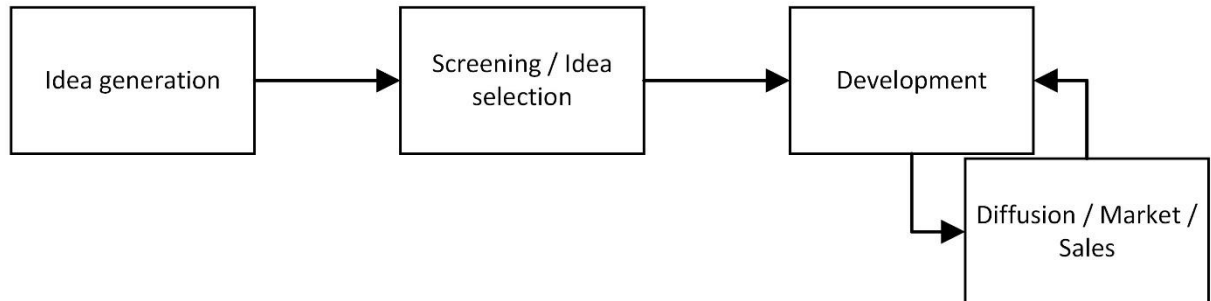 Idea generation
Screening / Idea
selection
Development
Diffusion / Market /
Sales